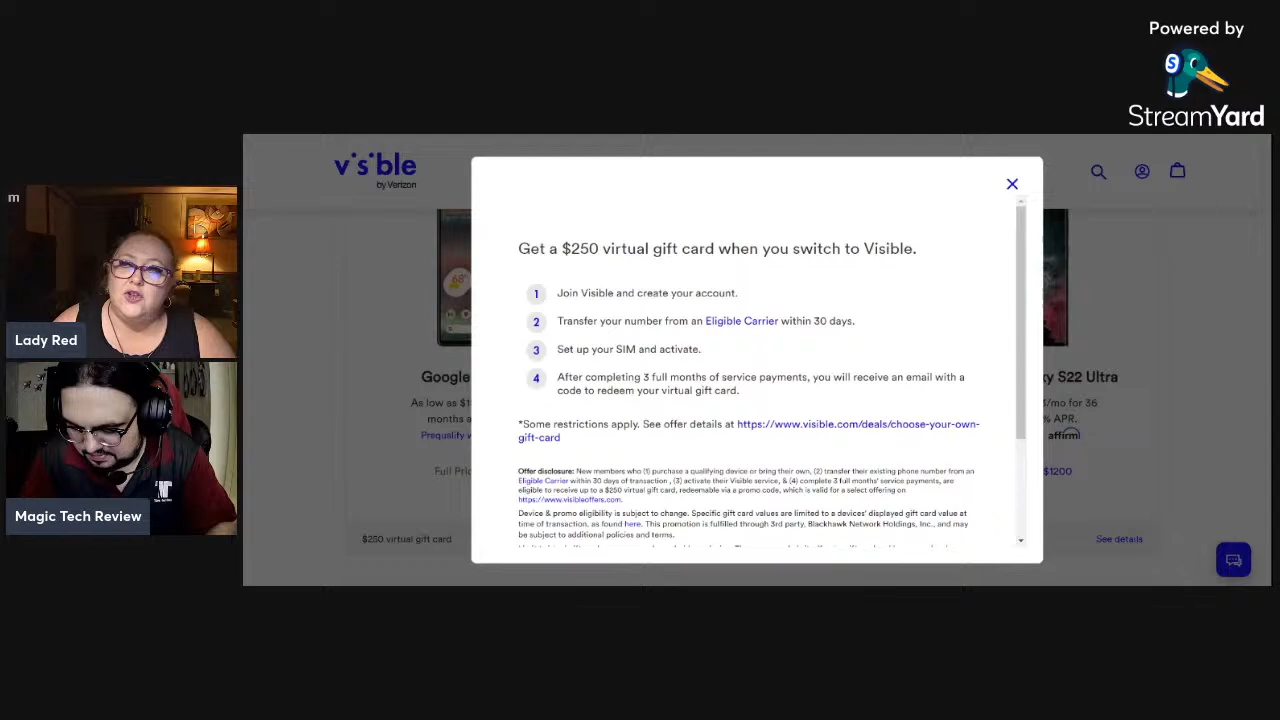 Powered by
StreamYard
visible
by Verizon
m
Lady Red
Magic Tech Review
Get a $250 virtual gift card when you switch to Visible.
1 Join Visible and create your account.
2 Transfer your number from an Eligible Carrier within 30 days.
3 Set up your SIM and activate.
4 After completing 3 full months of service payments, you will receive an email with a
code to redeem your virtual gift card.
*Some restrictions apply. See offer details at https://www.visible.com/deals/choose-your-own-
gift-card
Offer disclosure: New members who (1) purchase a qualifying device or bring their own, (2) transfer their existing phone number from an
Eligible Carrier within 30 days of transaction , (3) activate their Visible service, & (4) complete 3 full months' service payments, are
eligible to receive up to a $250 virtual gift card, redeemable via a promo code, which is valid for a select offering on
https://www.visibleoffers.com.
Device & promo eligibility is subject to change. Specific gift card values are limited to a devices' displayed gift card value at
time of transaction, as found here. This promotion is fulfilled through 3rd party, Blackhawk Network Holdings, Inc., and may
be subject to additional policies and terms.
Google
As low as $1
months a
Prequalify
Full Pric
$250 virtual gift card
xy S22 Ultra
/mo for 36
APR.
affirm
$1200
See details